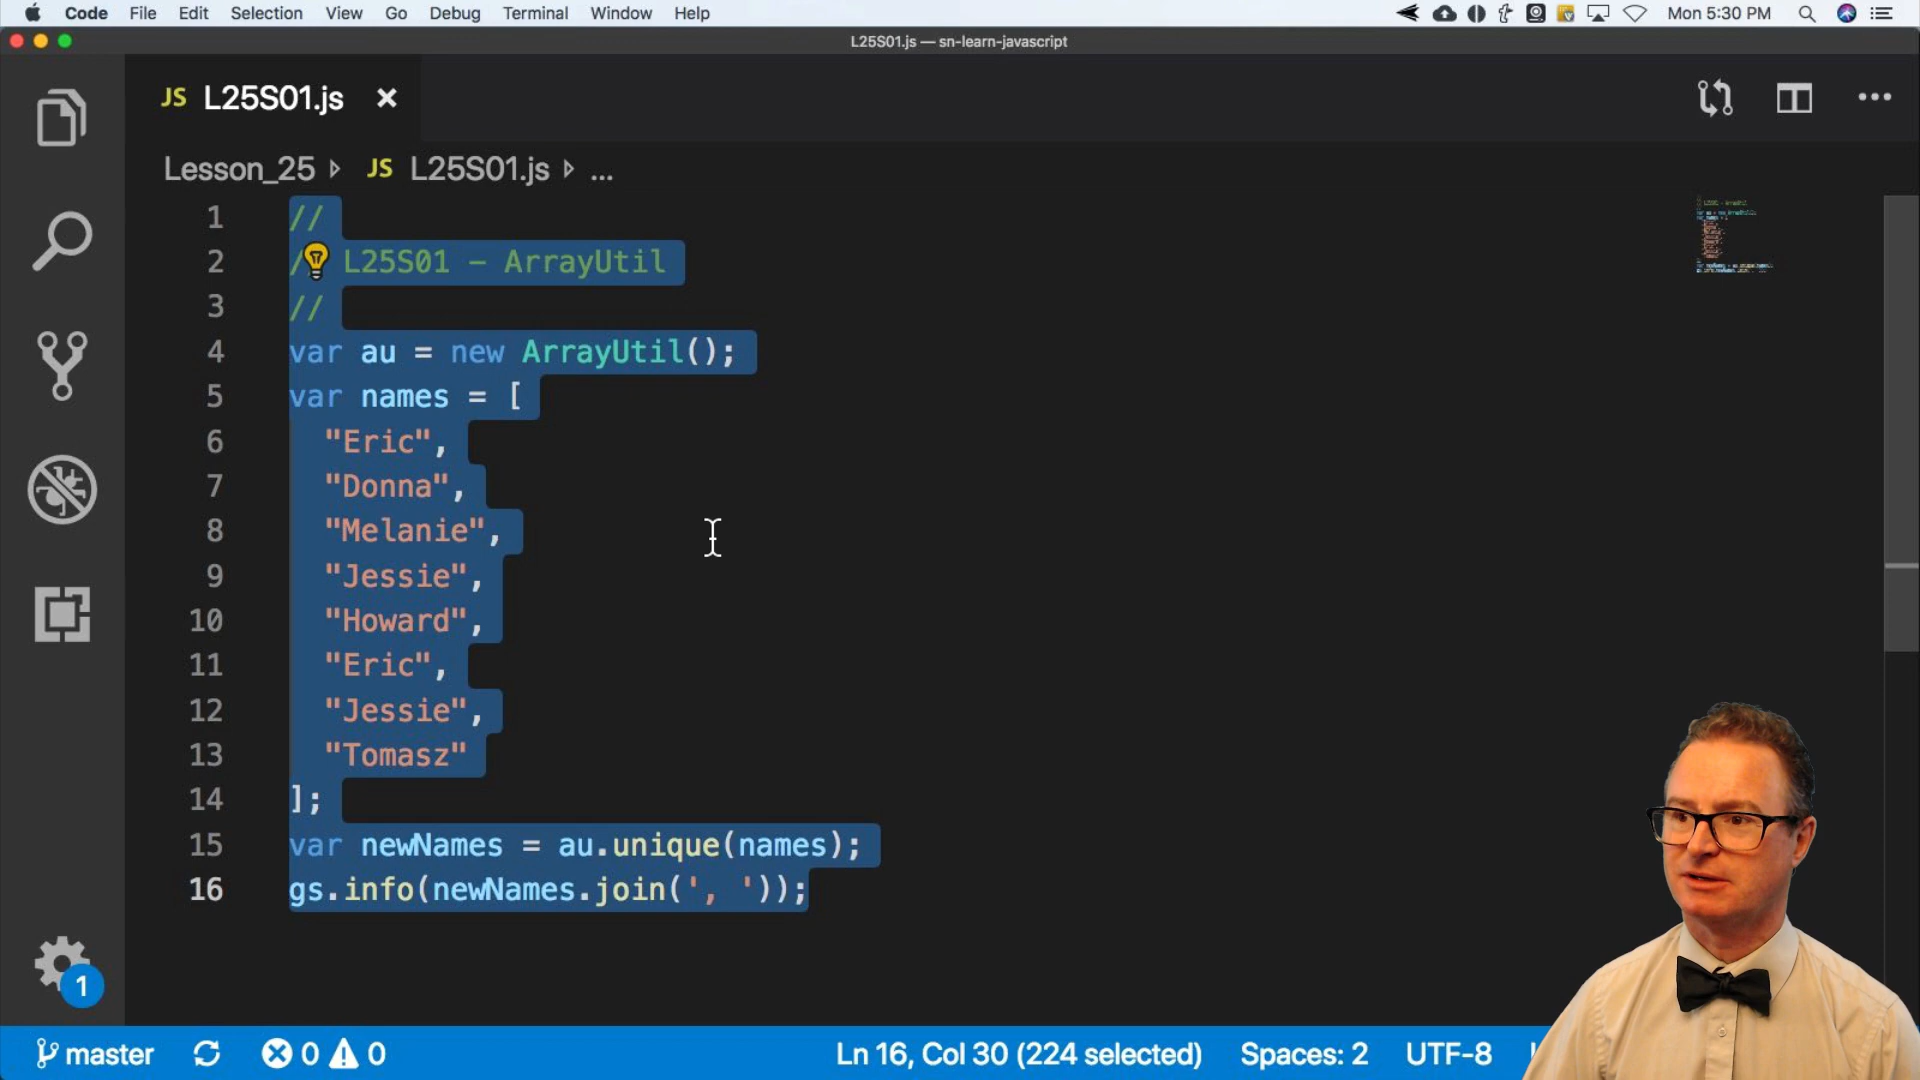 Code File Edit Selection View Go Debug Terminal Window Help Mon 5:30 PM
L25S01.js — sn-learn-javascript
JS L25S01.js
Lesson_25 JS L25S01.js ...
1 //
2 / L25S01 - ArrayUtil
3 //
4 var au = new ArrayUtil();
5 var names = [
6 "Eric",
7 "Donna",
8 "Melanie",
9 "Jessie",
10 "Howard",
11 "Eric",
12 "Jessie",
13 "Tomasz"
14 ];
15 var newNames = au.unique(names);
16 gs.info(newNames.join(', '));
1
master 0 0 Ln 16, Col 30 (224 selected) Spaces: 2 UTF-8